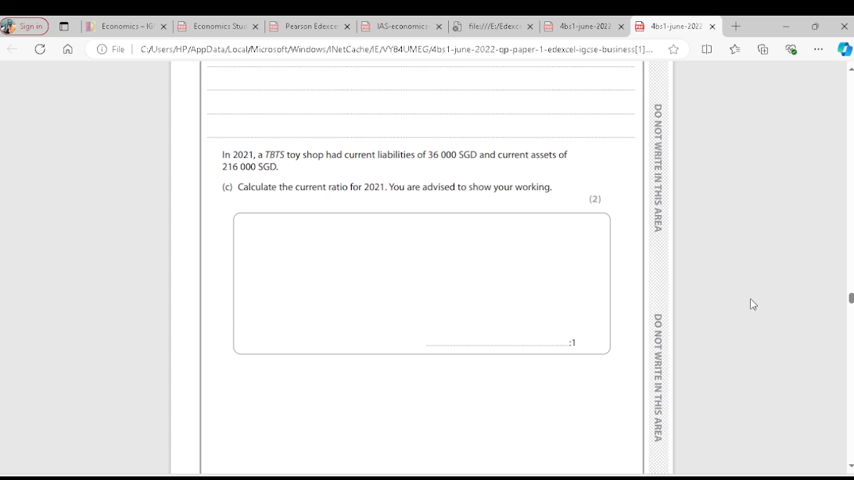 Sign in
Economics – Ki
Economics Stud
Pearson Edexcel
IAS-economics
file:///E:/Edexce
4bs1-june-2022
4bs1-june-2022
File
C:/Users/HP/AppData/Local/Microsoft/Windows/INetCache/IE/VY84UMEG/4bs1-june-2022-qp-paper-1-edexcel-igcse-business[1]....
In 2021, a TBTS toy shop had current liabilities of 36 000 SGD and current assets of
216 000 SGD.
(c) Calculate the current ratio for 2021. You are advised to show your working.
(2)
:1
DO NOT WRITE IN THIS AREA
DO NOT WRITE IN THIS AREA